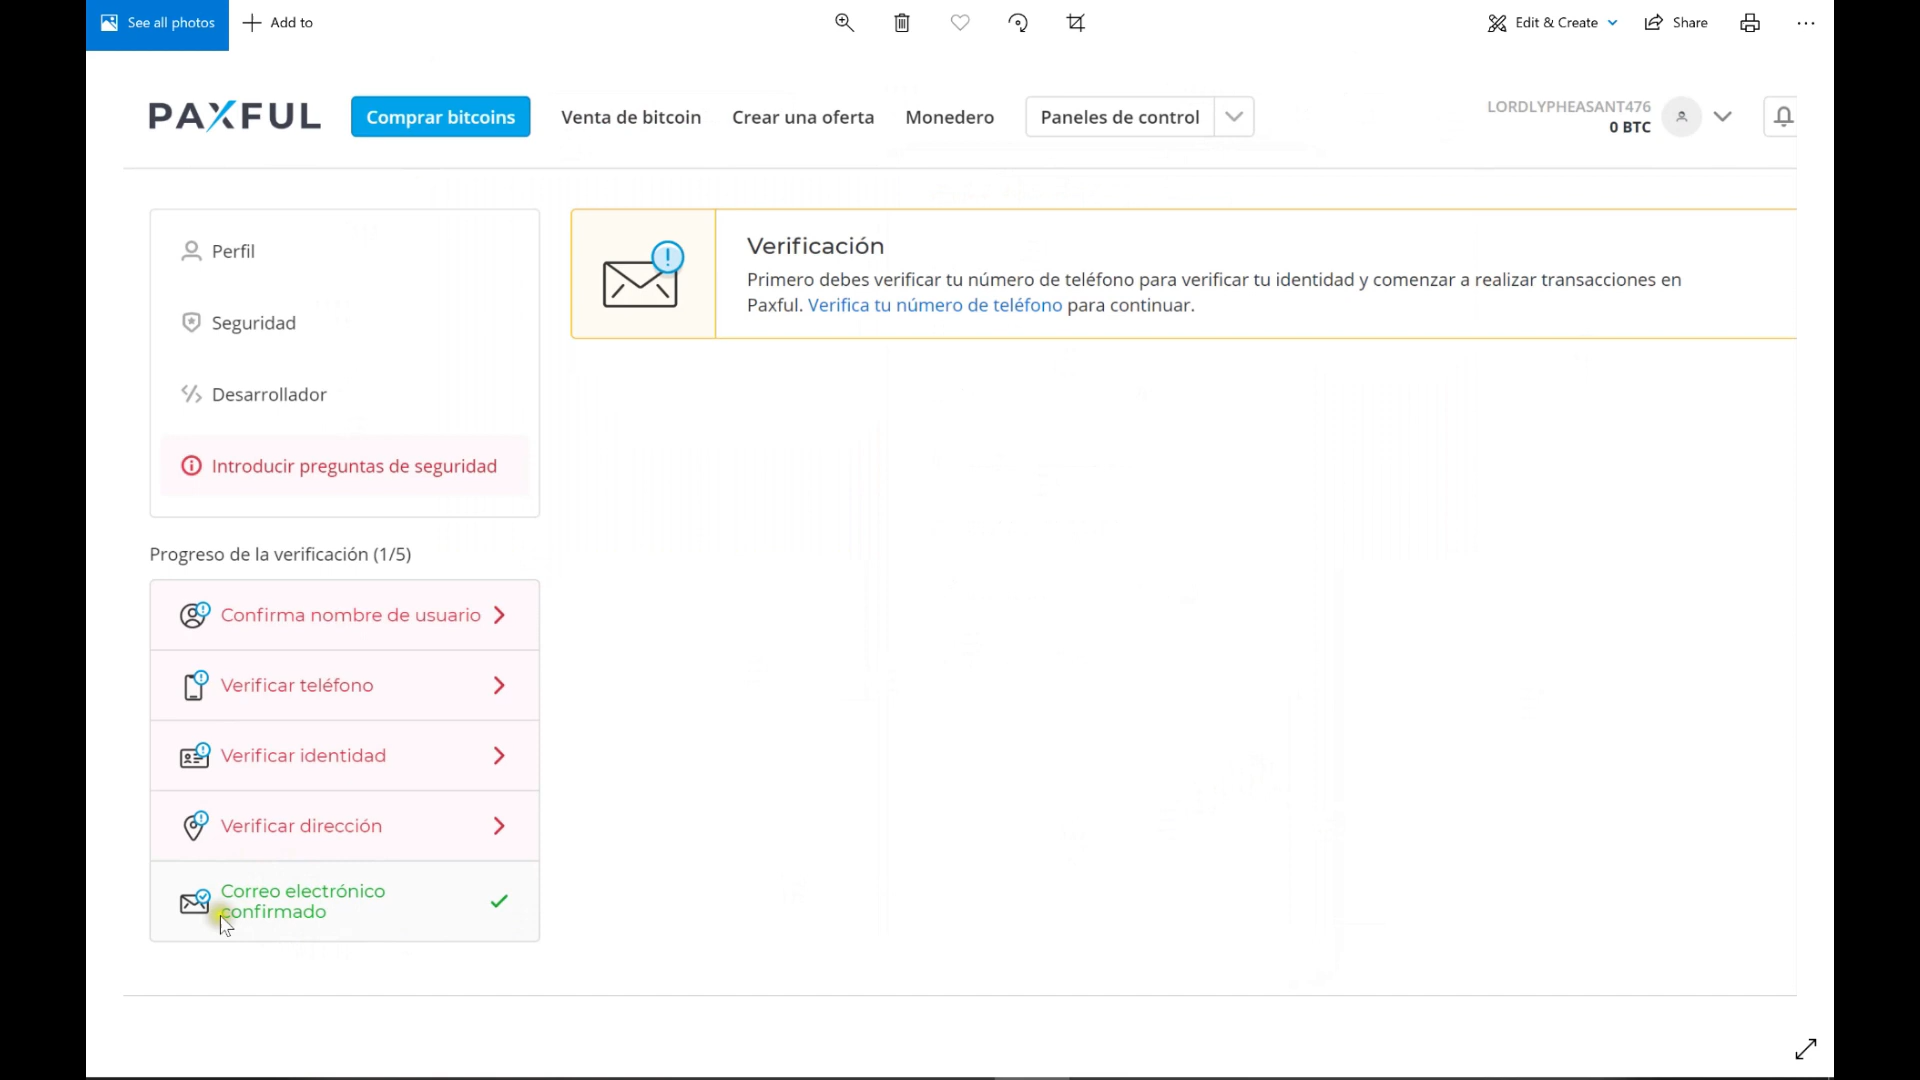 See all photos
Add to
Edit & Create
Share
PAXFUL
Comprar bitcoins
Venta de bitcoin
Crear una oferta
Monedero
Paneles de control
LORDLYPHEASANT476
0 BTC
Perfil
Seguridad
Desarrollador
Introducir preguntas de seguridad
Verificación
Primero debes verificar tu número de teléfono para verificar tu identidad y comenzar a realizar transacciones en
Paxful. Verifica tu número de teléfono para continuar.
Progreso de la verificación (1/5)
Confirma nombre de usuario
Verificar teléfono
Verificar identidad
Verificar dirección
Correo electrónico
confirmado